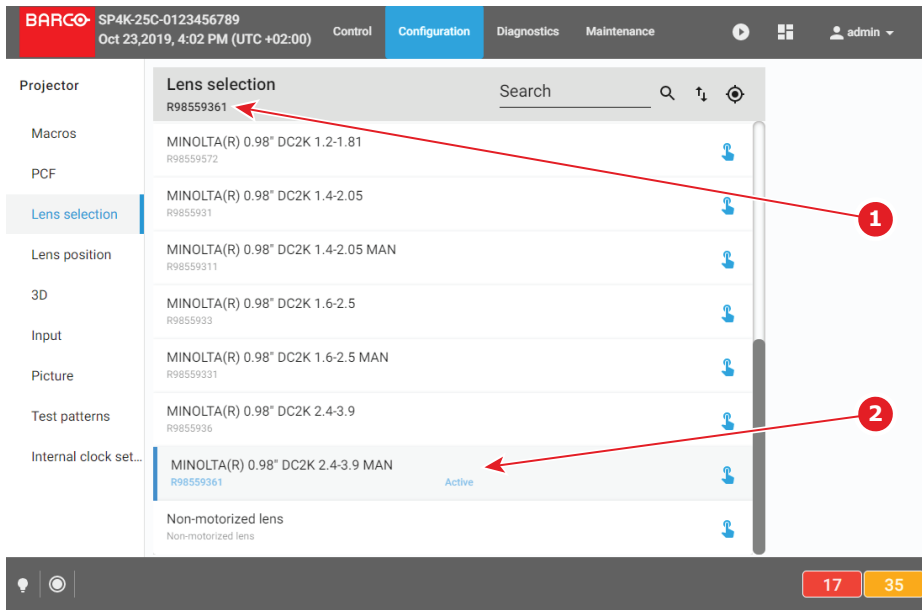 BARCO
SP4K-25C-0123456789
Oct 23,2019, 4:02 PM (UTC +02:00)
Control
Configuration
Diagnostics
Maintenance
admin
Projector
Macros
PCF
Lens selection
Lens position
3D
Input
Picture
Test patterns
Internal clock set...
Lens selection
R98559361
Search
MINOLTA(R) 0.98" DC2K 1.2-1.81
R98559572
MINOLTA(R) 0.98" DC2K 1.4-2.05
R9855931
MINOLTA(R) 0.98" DC2K 1.4-2.05 MAN
R98559311
MINOLTA(R) 0.98" DC2K 1.6-2.5
R9855933
MINOLTA(R) 0.98" DC2K 1.6-2.5 MAN
R98559331
MINOLTA(R) 0.98" DC2K 2.4-3.9
R9855936
MINOLTA(R) 0.98" DC2K 2.4-3.9 MAN
R98559361 Active
Non-motorized lens
Non-motorized lens
1
2
17
35